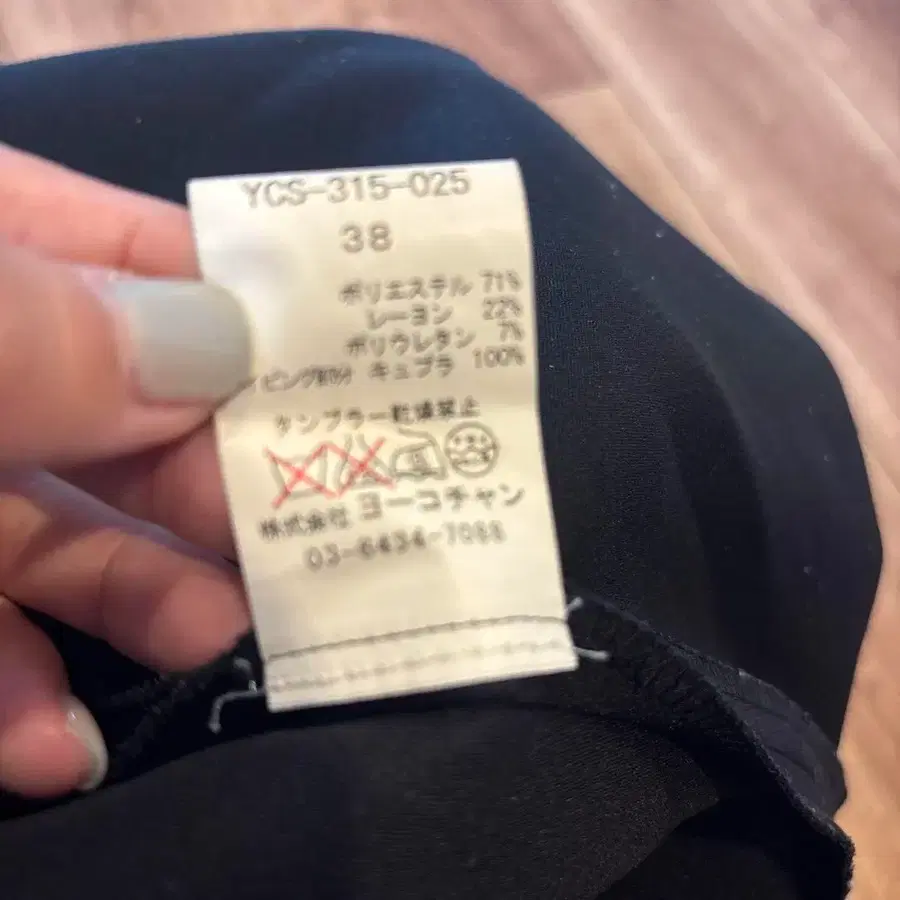 YCS-315-025
38
ポリエステル 71%
レーヨン 22%
ポリウレタン 7%
キュプラ 100%
タンブラー乾燥禁止
株式会社 ヨーコチャン
03-6434-7088